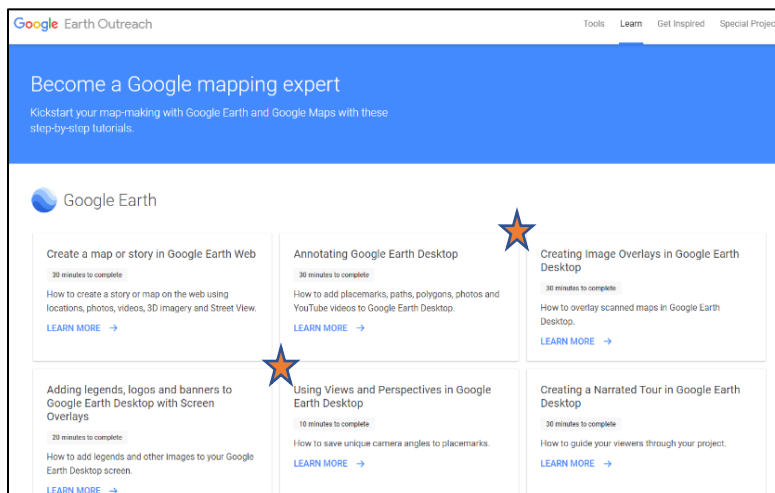 Google Earth Outreach
Tools Learn Get Inspired Special Projec
Become a Google mapping expert
Kickstart your map-making with Google Earth and Google Maps with these
step-by-step tutorials.
Google Earth
Create a map or story in Google Earth Web
30 minutes to complete
How to create a story or map on the web using
locations, photos, videos, 3D imagery and Street View.
LEARN MORE →
Annotating Google Earth Desktop
30 minutes to complete
How to add placemarks, paths, polygons, photos and
YouTube videos to Google Earth Desktop.
LEARN MORE →
Creating Image Overlays in Google Earth
Desktop
30 minutes to complete
How to overlay scanned maps in Google Earth
Desktop.
LEARN MORE →
Adding legends, logos and banners to
Google Earth Desktop with Screen
Overlays
20 minutes to complete
How to add legends and other images to your Google
Earth Desktop screen.
LEARN MORE →
Using Views and Perspectives in Google
Earth Desktop
10 minutes to complete
How to save unique camera angles to placemarks.
LEARN MORE →
Creating a Narrated Tour in Google Earth
Desktop
30 minutes to complete
How to guide your viewers through your project.
LEARN MORE →